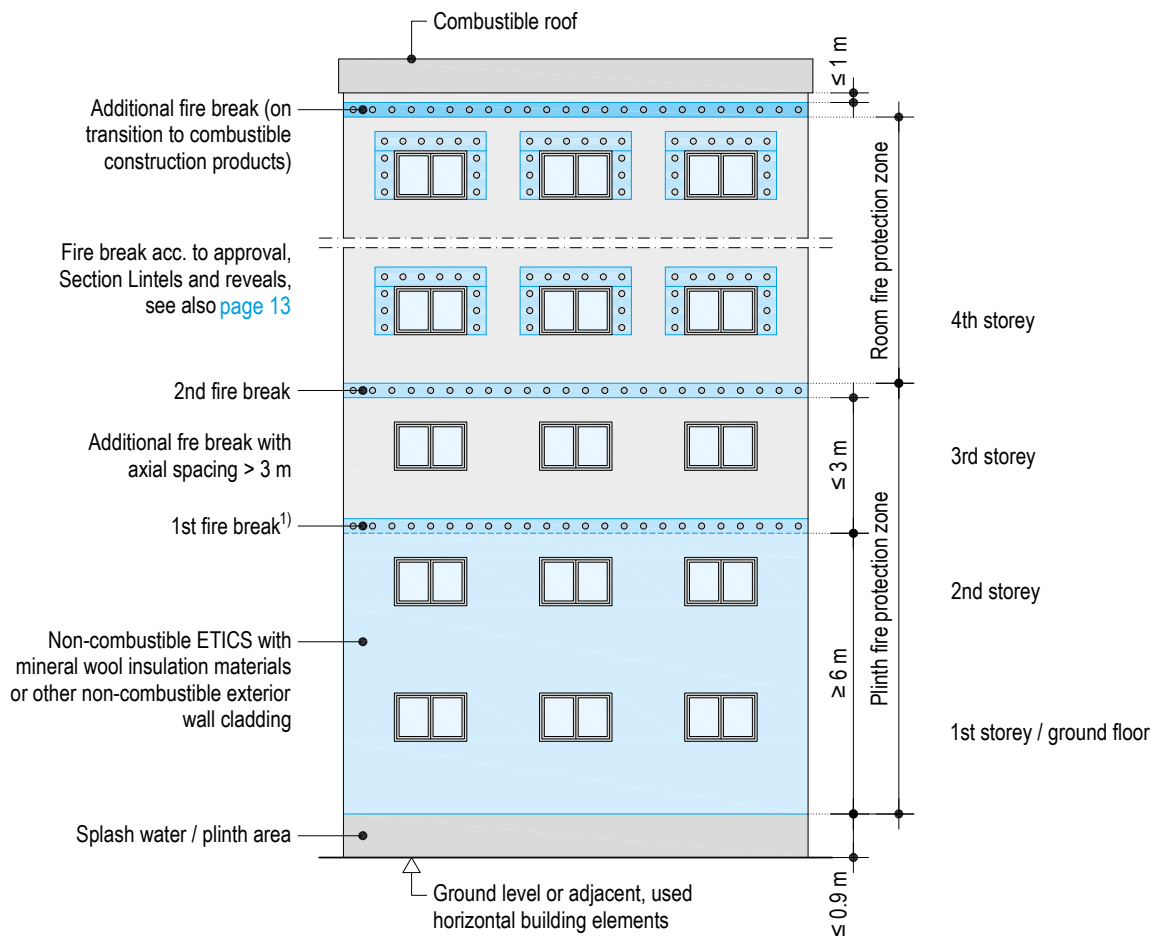 Combustible roof
≤ 1 m
Additional fire break (on
transition to combustible
construction products)
Room fire protection zone
Fire break acc. to approval,
Section Lintels and reveals,
see also page 13
4th storey
2nd fire break
Additional fre break with
axial spacing > 3 m
≤ 3 m
3rd storey
1st fire break1)
Plinth fire protection zone
2nd storey
Non-combustible ETICS with
mineral wool insulation materials
or other non-combustible exterior
wall cladding
≥ 6 m
1st storey / ground floor
Splash water / plinth area
Ground level or adjacent, used
horizontal building elements
≤ 0.9 m